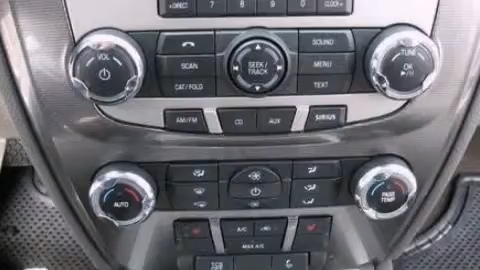 DIRECT 7 8 9 0 CLOCK
VOL SOUND TUNE
SCAN SEEK/ TRACK MENU OK
CAT/FOLD TEXT
AM/FM CD AUX SIRIUS
AUTO PASS TEMP
A/C
MAX A/C